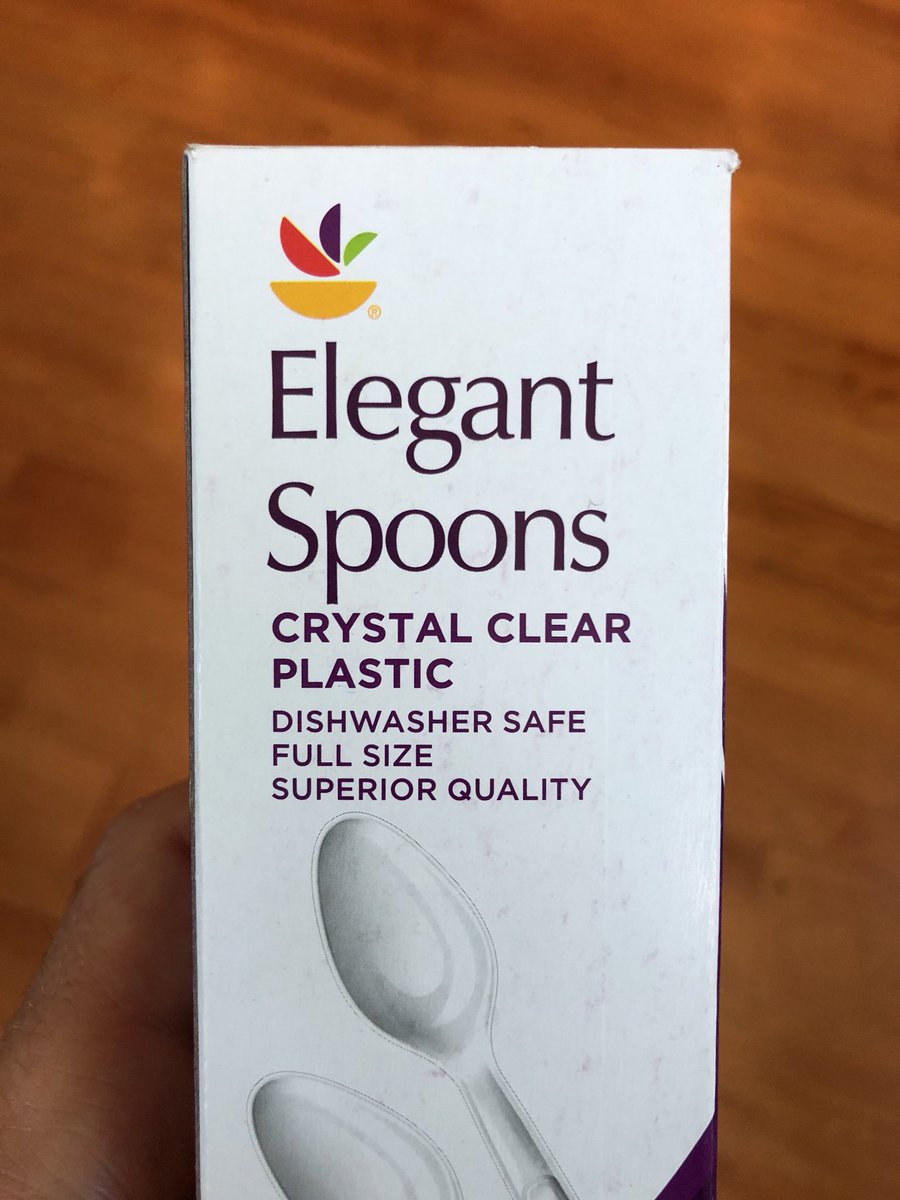 ®
Elegant
Spoons
CRYSTAL CLEAR
PLASTIC
DISHWASHER SAFE
FULL SIZE
SUPERIOR QUALITY